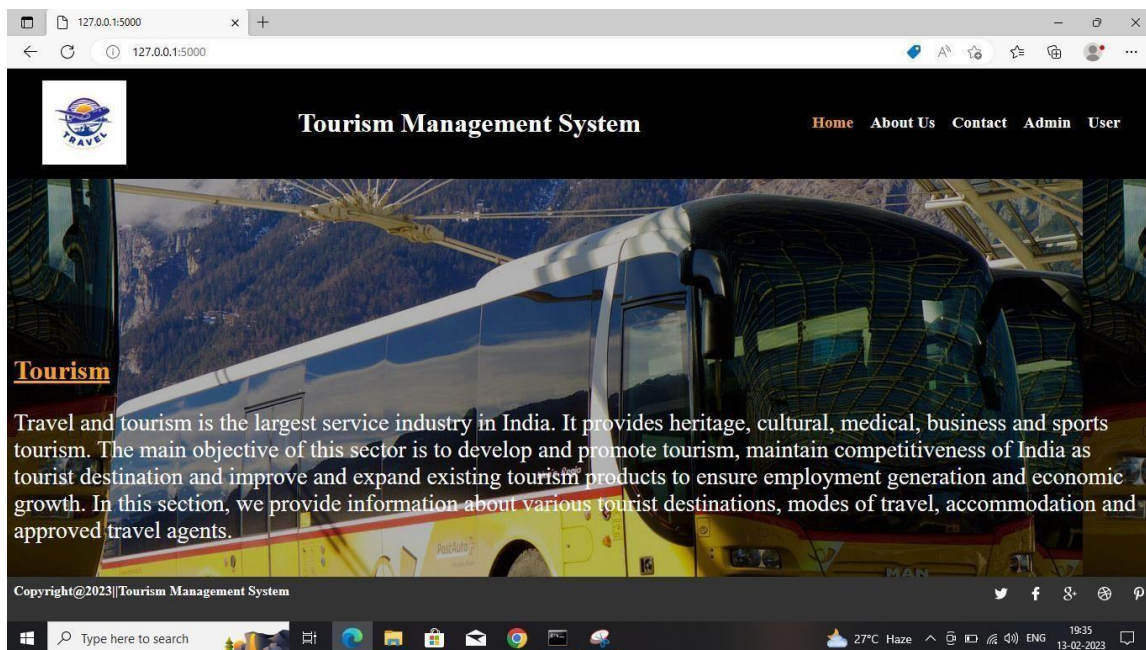 127.0.0.1:5000
127.0.0.1:5000
TRAVEL
Tourism Management System
Home About Us Contact Admin User
Tourism
Travel and tourism is the largest service industry in India. It provides heritage, cultural, medical, business and sports
tourism. The main objective of this sector is to develop and promote tourism, maintain competitiveness of India as
tourist destination and improve and expand existing tourism products to ensure employment generation and economic
growth. In this section, we provide information about various tourist destinations, modes of travel, accommodation and
approved travel agents.
PostAuto
MAN
Copyright@2023||Tourism Management System
Type here to search
27°C Haze
ENG
19:35
13-02-2023